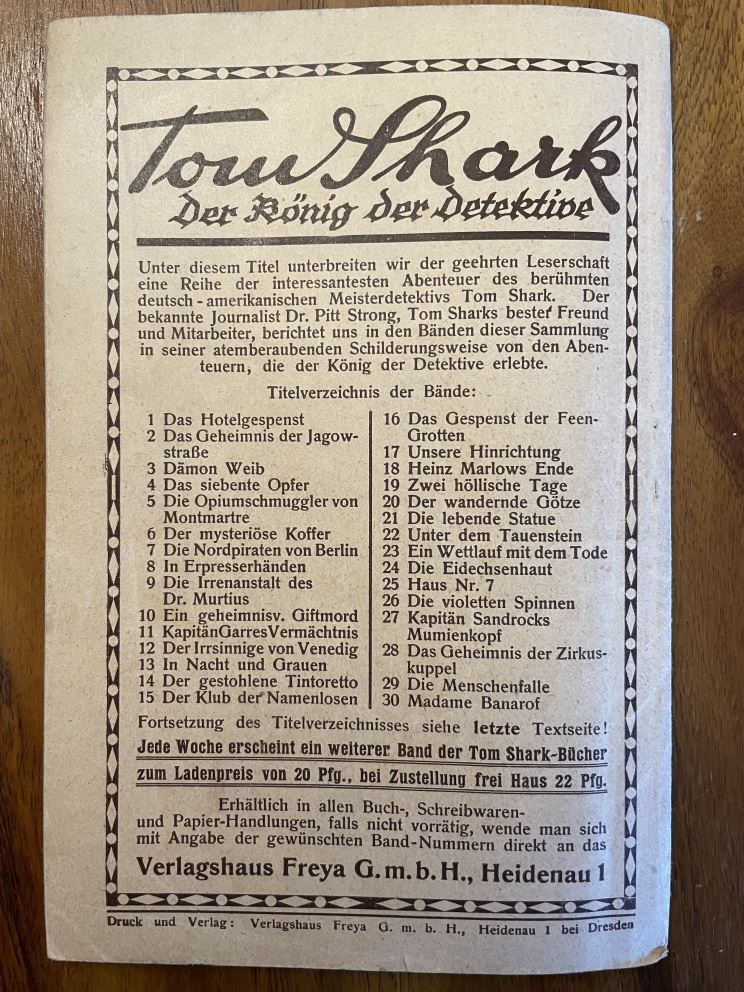 Tom Shark
Der König der Detektive
Unter diesem Titel unterbreiten wir der geehrten Leserschaft
eine Reihe der interessantesten Abenteuer des berühmten
deutsch-amerikanischen Meisterdetektivs Tom Shark. Der
bekannte Journalist Dr. Pitt Strong, Tom Sharks bester Freund
und Mitarbeiter, berichtet uns in den Bänden dieser Sammlung
in seiner atemberaubenden Schilderungsweise von den Aben-
teuern, die der König der Detektive erlebte.
Titelverzeichnis der Bände:
1 Das Hotelgespenst
2 Das Geheimnis der Jagow-
straße
3 Dämon Weib
4 Das siebente Opfer
5 Die Opiumschmuggler von
Montmartre
6 Der mysteriöse Koffer
7 Die Nordpiraten von Berlin
8 In Erpresserhänden
9 Die Irrenanstalt des
Dr. Murtius
10 Ein geheimnisv. Giftmord
11 Kapitän Garres Vermächtnis
12 Der Irrsinnige von Venedig
13 In Nacht und Grauen
14 Der gestohlene Tintoretto
15 Der Klub der Namenlosen
16 Das Gespenst der Feen-
Grotten
17 Unsere Hinrichtung
18 Heinz Marlows Ende
19 Zwei höllische Tage
20 Der wandernde Götze
21 Die lebende Statue
22 Unter dem Tauenstein
23 Ein Wettlauf mit dem Tode
24 Die Eidechsenhaut
25 Haus Nr. 7
26 Die violetten Spinnen
27 Kapitän Sandrocks
Mumienkopf
28 Das Geheimnis der Zirkus-
kuppel
29 Die Menschenfalle
30 Madame Banarof
Fortsetzung des Titelverzeichnisses siehe letzte Textseite!
Jede Woche erscheint ein weiterer Band der Tom Shark-Bücher
zum Ladenpreis von 20 Pfg., bei Zustellung frei Haus 22 Pfg.
Erhältlich in allen Buch-, Schreibwaren-
und Papier-Handlungen, falls nicht vorrätig, wende man sich
mit Angabe der gewünschten Band-Nummern direkt an das
Verlagshaus Freya G.m.b.H., Heidenau 1
Druck und Verlag: Verlagshaus Freya G. m. b. H., Heidenau 1 bei Dresden